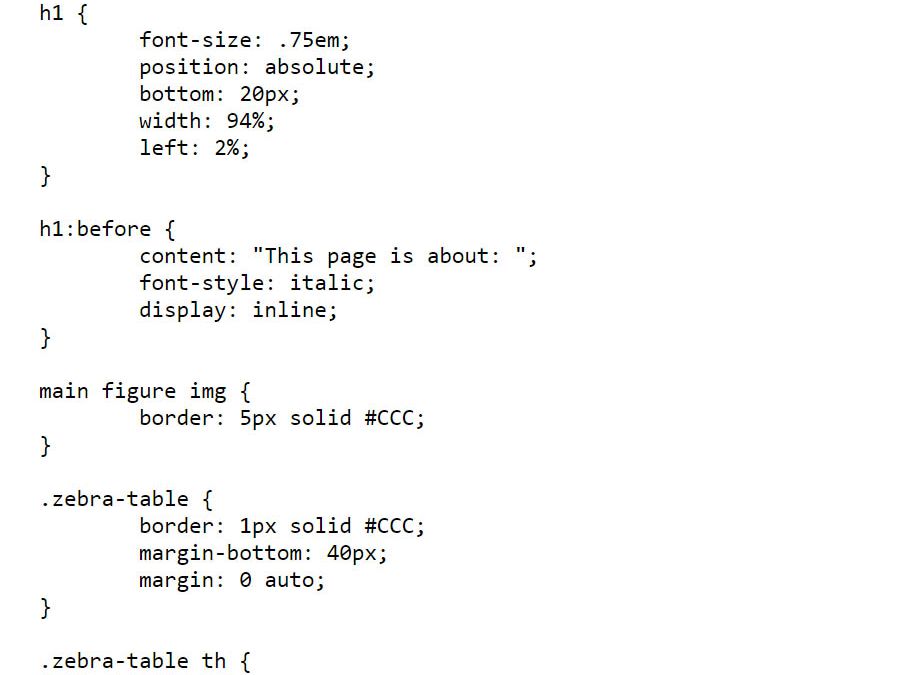 h1 {
font-size: .75em;
position: absolute;
bottom: 20px;
width: 94%;
left: 2%;
}
h1:before {
content: "This page is about: ";
font-style: italic;
display: inline;
}
main figure img {
border: 5px solid #CCC;
}
.zebra-table {
border: 1px solid #CCC;
margin-bottom: 40px;
margin: 0 auto;
}
.zebra-table th {